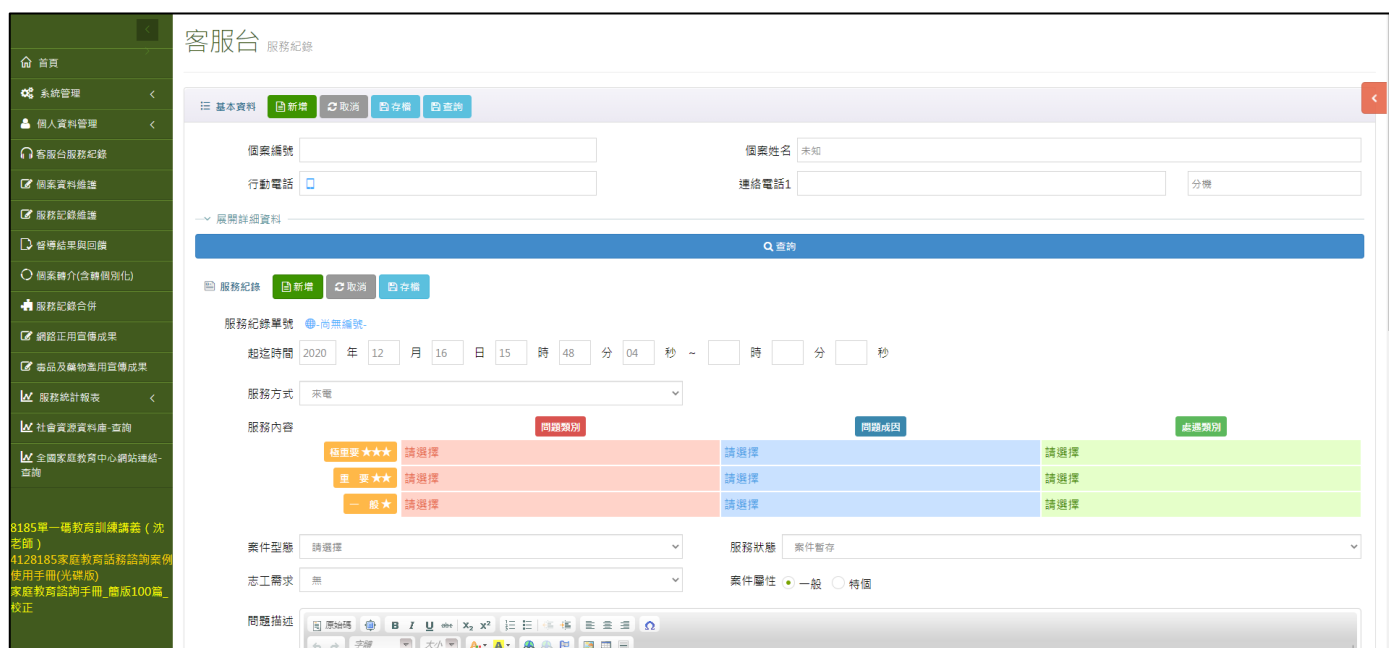 首頁
系統管理
個人資料管理
客服台服務紀錄
個案資料維護
服務記錄維護
督導結果與回饋
個案轉介(含轉個別化)
服務記錄合併
網路正用宣傳成果
毒品及藥物濫用宣傳成果
服務統計報表
社會資源資料庫-查詢
全國家庭教育中心網站連結-
查詢
8185單一碼教育訓練講義(沈
老師)
4128185家庭教育話務諮詢案例
使用手冊(光碟版)
家庭教育諮詢手冊_簡版100篇_
校正
客服台 服務紀錄
基本資料 新增 取消 存檔 查詢
個案編號 個案姓名 未知
行動電話 連絡電話1 分機
展開詳細資料
查詢
服務紀錄 新增 取消 存檔
服務紀錄單號 -尚無編號-
起迄時間 2020 年 12 月 16 日 15 時 48 分 04 秒 ~ 時 分 秒
服務方式 來電
服務內容 問題類別 問題成因 處遇類別
極重要★★★ 請選擇 請選擇 請選擇
重 要★★ 請選擇 請選擇 請選擇
一 般★ 請選擇 請選擇 請選擇
案件型態 請選擇 服務狀態 案件暫存
志工需求 無 案件屬性 一般 特個
問題描述 原始碼 B I U abc X₂ X² Ω
字體 大小 A A